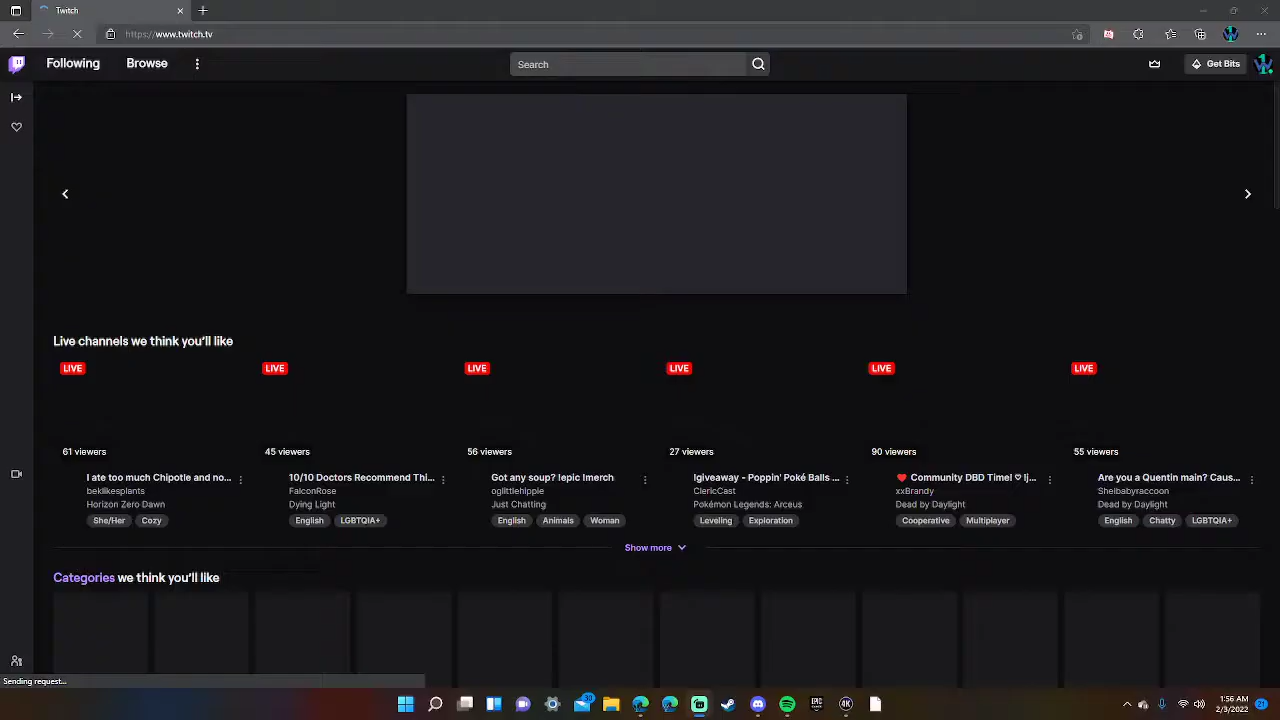 Twitch
https://www.twitch.tv
Following Browse Search Get Bits
Live channels we think you'll like
LIVE LIVE LIVE LIVE LIVE LIVE
61 viewers 45 viewers 56 viewers 27 viewers 90 viewers 55 viewers
I ate too much Chipotle and no... 10/10 Doctors Recommend Thi... Got any soup? !epic !merch !giveaway - Poppin' Poké Balls ... ❤ Community DBD Time! ♡ !j... Are you a Quentin main? Caus...
beklikesplants FalconRose oglittlehippie ClericCast xxBrandy Shelbabyraccoon
Horizon Zero Dawn Dying Light Just Chatting Pokémon Legends: Arceus Dead by Daylight Dead by Daylight
She/Her Cozy English LGBTQIA+ English Animals Woman Leveling Exploration Cooperative Multiplayer English Chatty LGBTQIA+
Show more
Categories we think you'll like
Sending request...
1:56 AM
2/3/2022